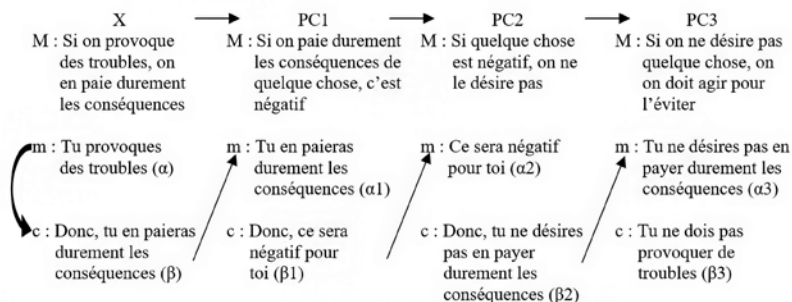 X PC1 PC2 PC3
M : Si on provoque
des troubles, on
en paie durement
les conséquences
M : Si on paie durement
les conséquences de
quelque chose, c'est
négatif
M : Si quelque chose
est négatif, on ne
le désire pas
M : Si on ne désire pas
quelque chose, on
on doit agir pour
l'éviter
m : Tu provoques
des troubles (α)
m : Tu en paieras
durement les
conséquences (α1)
m : Ce sera négatif
pour toi (α2)
m : Tu ne désires pas en
payer durement les
conséquences (α3)
c : Donc, tu en paieras
durement les
conséquences (β)
c : Donc, ce sera
négatif pour
toi (β1)
c : Donc, tu ne désires
pas en payer
durement les
conséquences (β2)
c : Tu ne dois pas
provoquer de
troubles (β3)